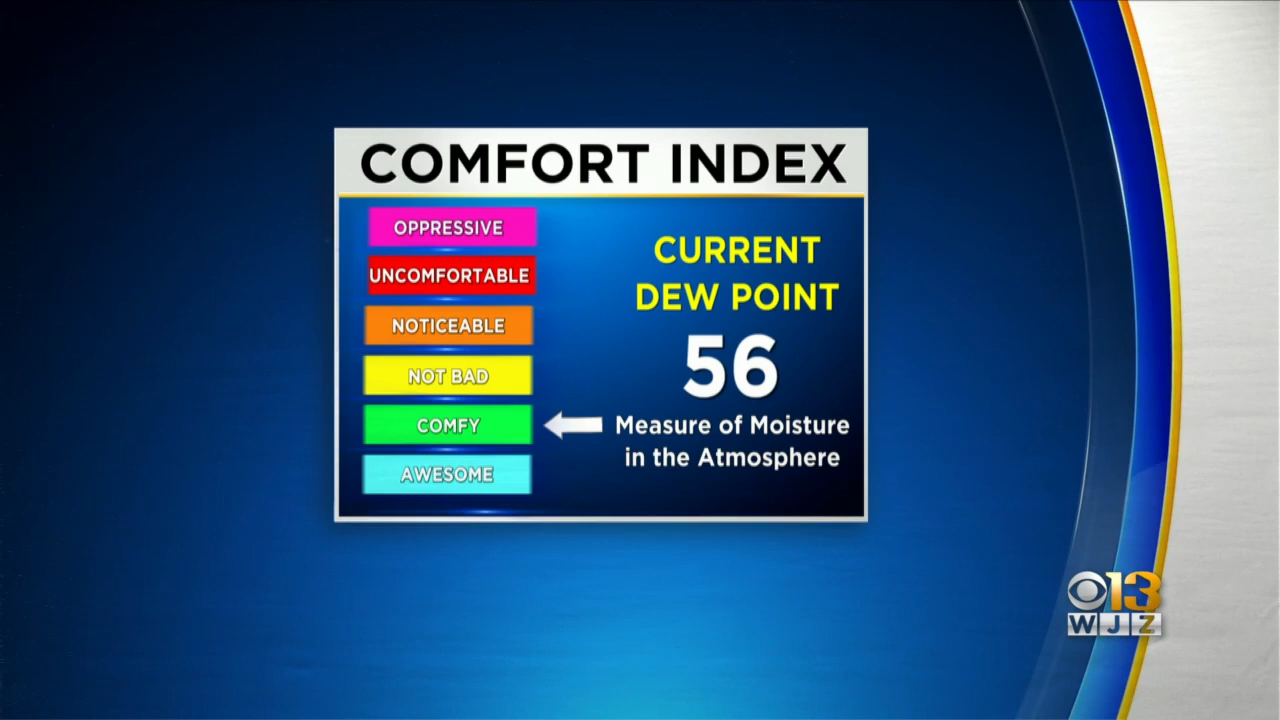 COMFORT INDEX
OPPRESSIVE
UNCOMFORTABLE
NOTICEABLE
NOT BAD
COMFY
AWESOME
CURRENT
DEW POINT
56
Measure of Moisture
in the Atmosphere
13
WJZ